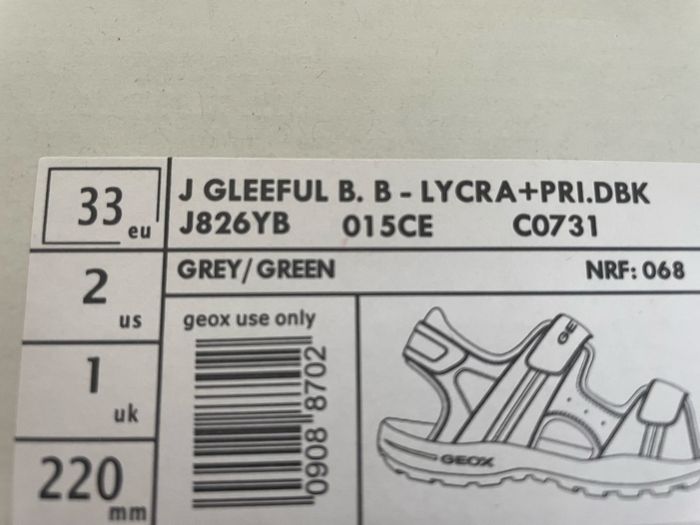 33 eu
J GLEEFUL B. B - LYCRA+PRI.DBK
J826YB 015CE C0731
2 us
GREY/GREEN NRF: 068
1 uk
geox use only
0908 8702
220 mm
GE
GEOX